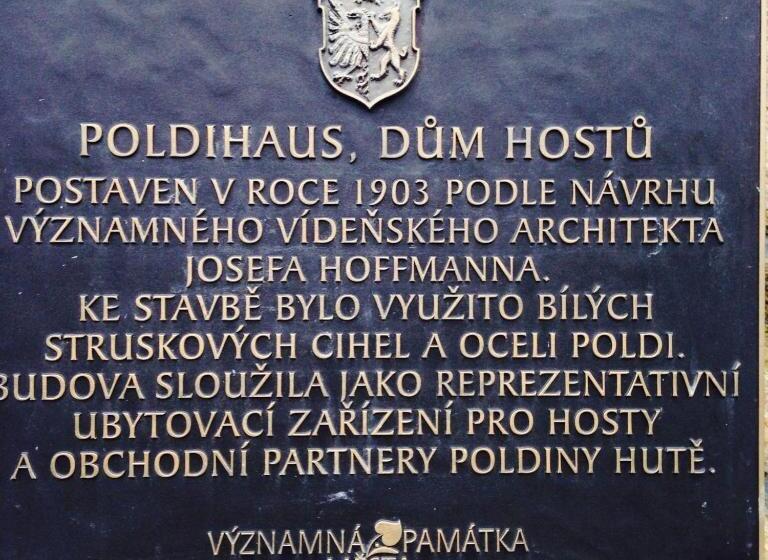 POLDIHAUS, DŮM HOSTŮ
POSTAVEN V ROCE 1903 PODLE NÁVRHU
VÝZNAMNÉHO VÍDEŇSKÉHO ARCHITEKTA
JOSEFA HOFFMANNA.
KE STAVBĚ BYLO VYUŽITO BÍLÝCH
STRUSKOVÝCH CIHEL A OCELI POLDI.
BUDOVA SLOUŽILA JAKO REPREZENTATIVNÍ
UBYTOVACÍ ZAŘÍZENÍ PRO HOSTY
A OBCHODNÍ PARTNERY POLDINY HUTĚ.
VÝZNAMNÁ PAMÁTKA